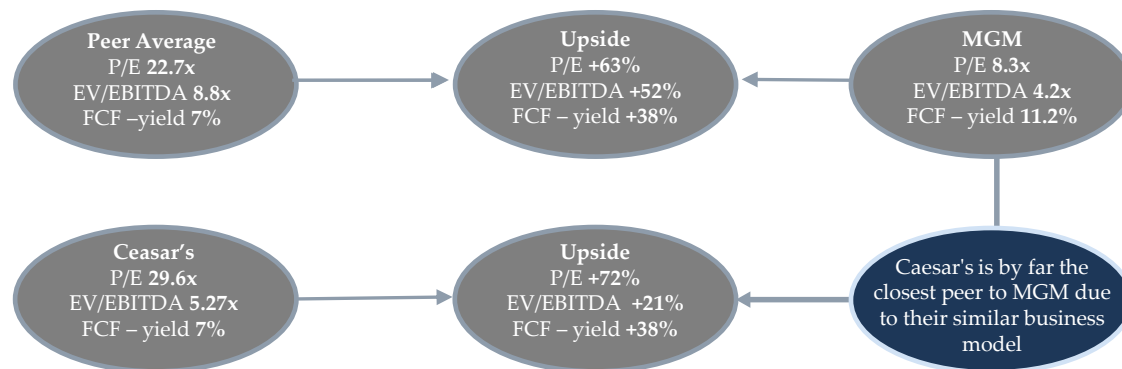 Peer Average
P/E 22.7x
EV/EBITDA 8.8x
FCF –yield 7%
Upside
P/E +63%
EV/EBITDA +52%
FCF – yield +38%
MGM
P/E 8.3x
EV/EBITDA 4.2x
FCF – yield 11.2%
Ceasar’s
P/E 29.6x
EV/EBITDA 5.27x
FCF – yield 7%
Upside
P/E +72%
EV/EBITDA +21%
FCF – yield +38%
Caesar's is by far the
closest peer to MGM due
to their similar business
model